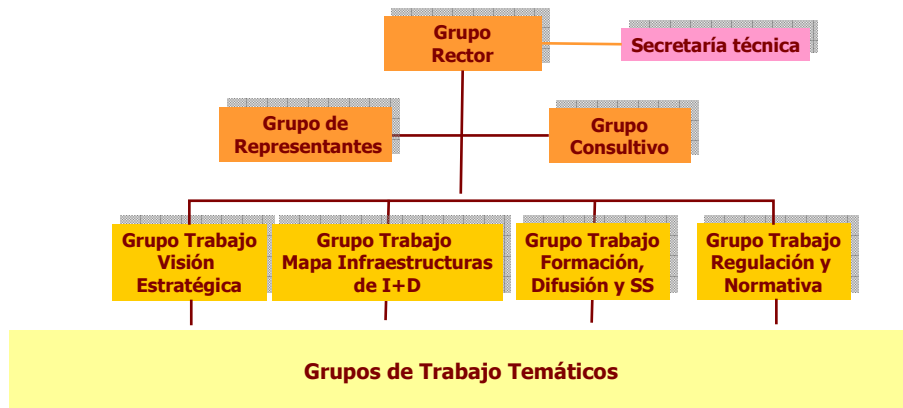 Grupo
Rector
Secretaría técnica
Grupo de
Representantes
Grupo
Consultivo
Grupo Trabajo
Visión
Estratégica
Grupo Trabajo
Mapa Infraestructuras
de I+D
Grupo Trabajo
Formación,
Difusión y SS
Grupo Trabajo
Regulación y
Normativa
Grupos de Trabajo Temáticos